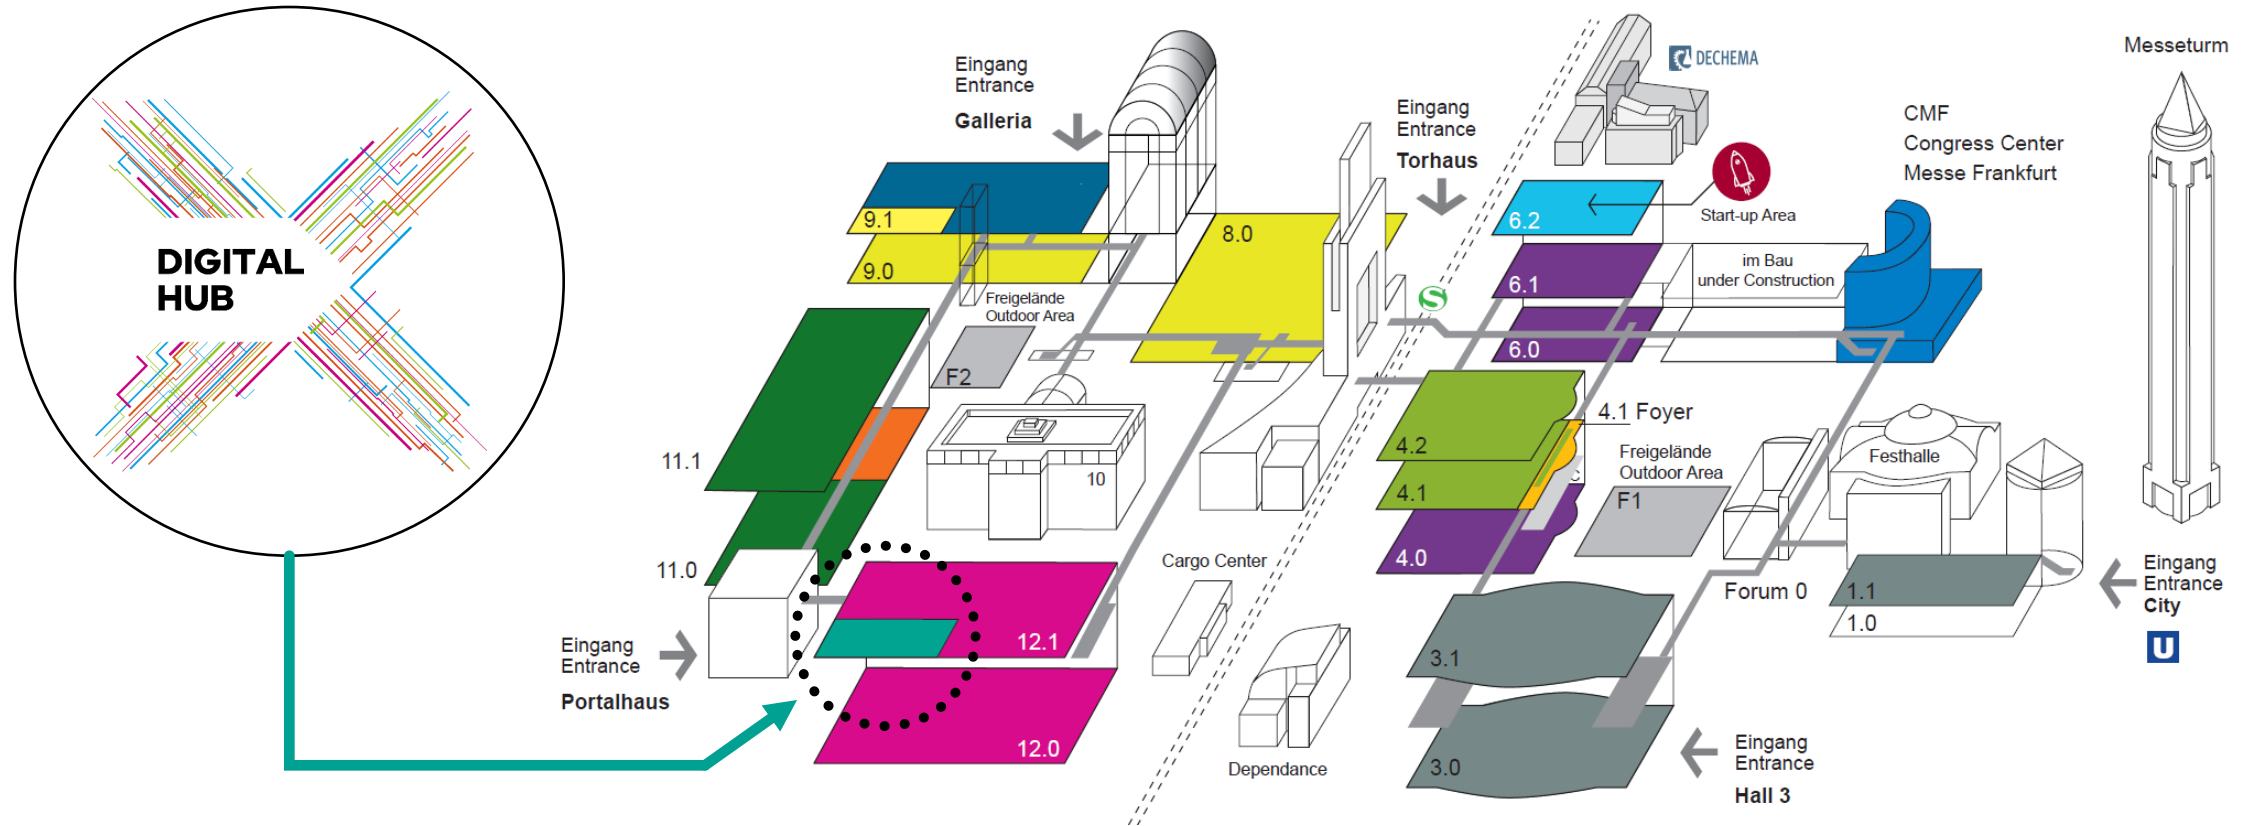 DIGITAL
HUB
Eingang
Entrance
Galleria
9.1
9.0
8.0
Freigelände
Outdoor Area
F2
11.1
11.0
10
Eingang
Entrance
Portalhaus
12.1
12.0
Cargo Center
Dependance
Eingang
Entrance
Torhaus
S
DECHEMA
Start-up Area
6.2
6.1
6.0
im Bau
under Construction
CMF
Congress Center
Messe Frankfurt
Messeturm
4.1 Foyer
4.2
4.1
4.0
Freigelände
Outdoor Area
F1
Festhalle
Forum 0
1.1
1.0
Eingang
Entrance
City
U
3.1
3.0
Eingang
Entrance
Hall 3